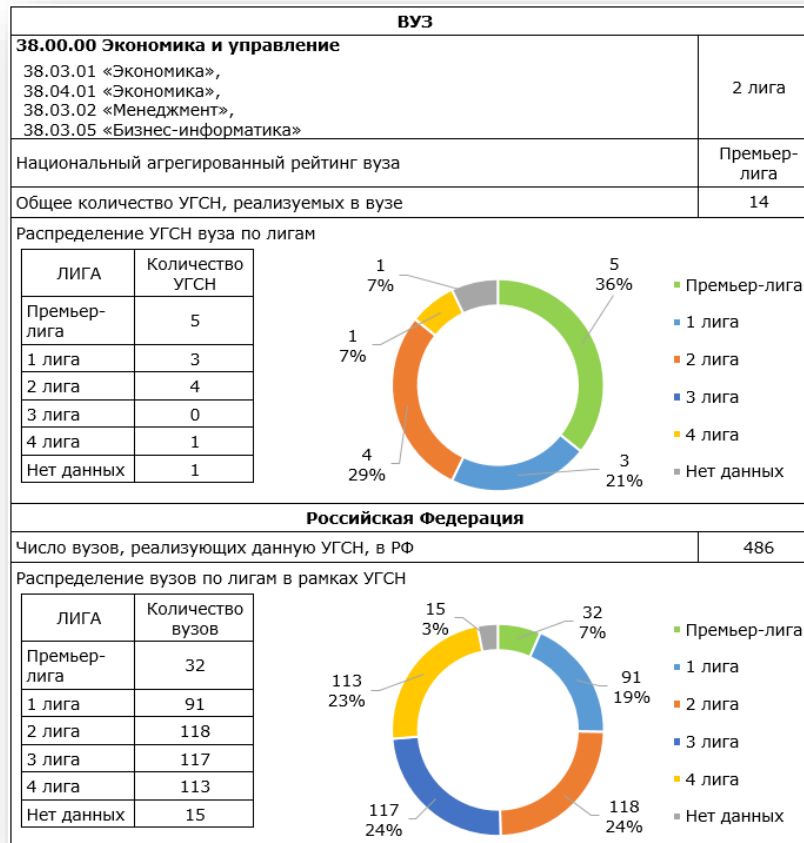 ВУЗ
38.00.00 Экономика и управление
38.03.01 «Экономика»,
38.04.01 «Экономика»,
38.03.02 «Менеджмент»,
38.03.05 «Бизнес-информатика»
2 лига
Национальный агрегированный рейтинг вуза
Премьер-
лига
Общее количество УГСН, реализуемых в вузе
14
Распределение УГСН вуза по лигам
ЛИГА
Количество
УГСН
Премьер-
лига
5
1 лига
3
2 лига
4
3 лига
0
4 лига
1
Нет данных
1
1
7%
5
36%
1
7%
4
29%
3
21%
Премьер-лига
1 лига
2 лига
3 лига
4 лига
Нет данных
Российская Федерация
Число вузов, реализующих данную УГСН, в РФ
486
Распределение вузов по лигам в рамках УГСН
ЛИГА
Количество
вузов
Премьер-
лига
32
1 лига
91
2 лига
118
3 лига
117
4 лига
113
Нет данных
15
15
3%
32
7%
113
23%
91
19%
117
24%
118
24%
Премьер-лига
1 лига
2 лига
3 лига
4 лига
Нет данных